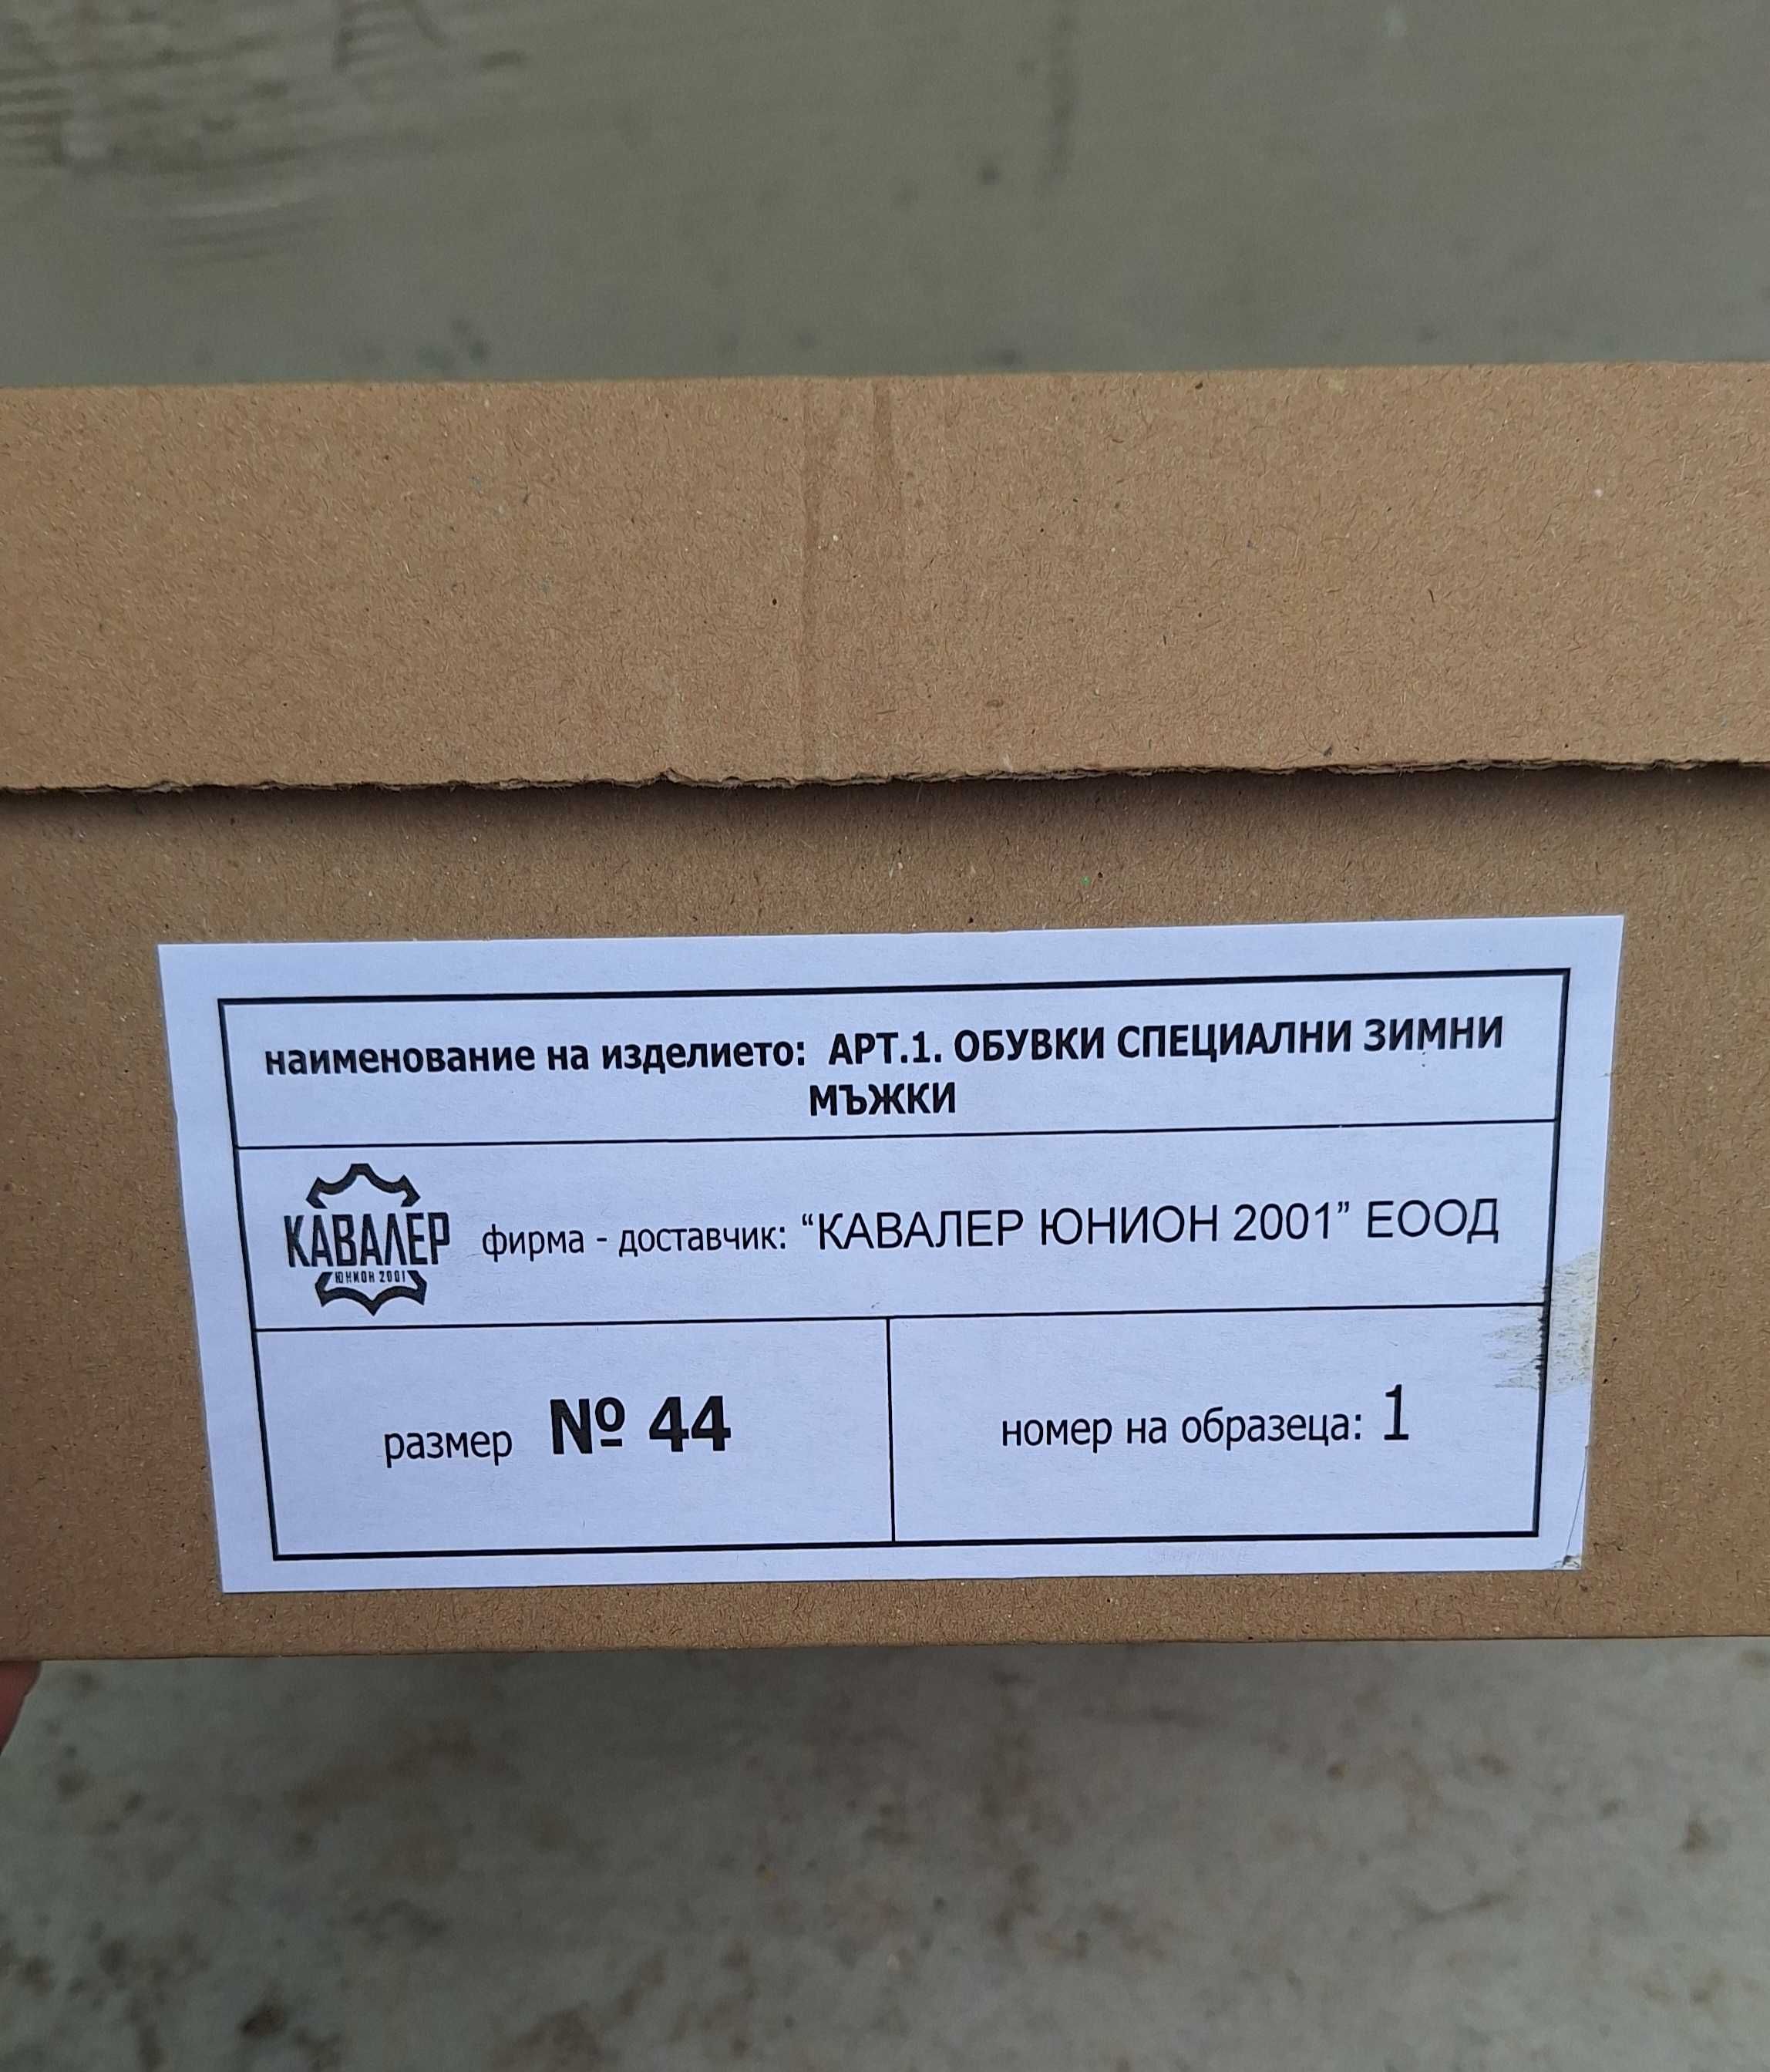 наименование на изделието: АРТ.1. ОБУВКИ СПЕЦИАЛНИ ЗИМНИ
МЪЖКИ
КАВАЛЕР
ЮНИОН 2001
фирма - доставчик: “КАВАЛЕР ЮНИОН 2001” ЕООД
размер № 44
номер на образеца: 1